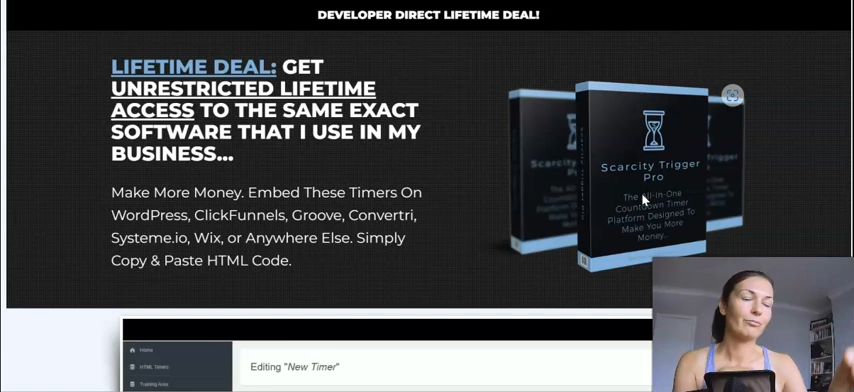 DEVELOPER DIRECT LIFETIME DEAL!
LIFETIME DEAL: GET
UNRESTRICTED LIFETIME
ACCESS TO THE SAME EXACT
SOFTWARE THAT I USE IN MY
BUSINESS...
Make More Money. Embed These Timers On
WordPress, ClickFunnels, Groove, Convertri,
Systeme.io, Wix, or Anywhere Else. Simply
Copy & Paste HTML Code.
Scarcity Trigger
Pro
The All-In-One
Countdown Timer
Platform Designed To
Make You More
Money...
Home
HTML Timers
Training Area
Editing "New Timer"